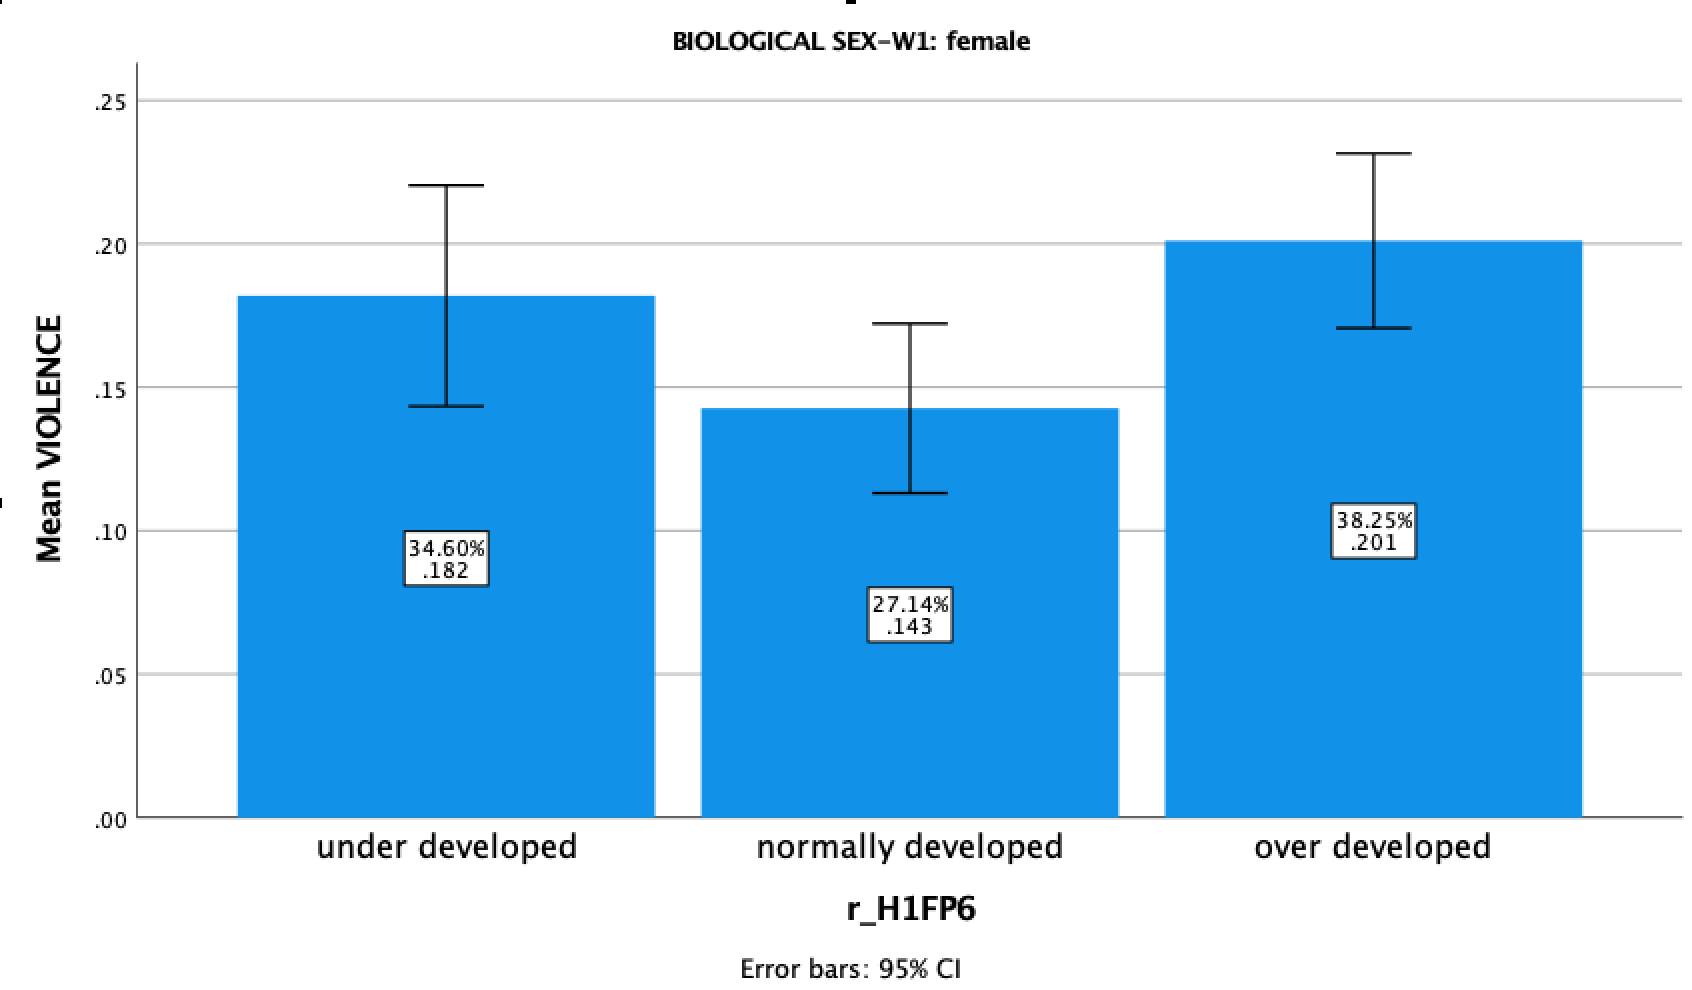 BIOLOGICAL SEX-W1: female
Mean VIOLENCE
.25
.20
.15
.10
.05
.00
34.60%
.182
27.14%
.143
38.25%
.201
under developed
normally developed
over developed
r_H1FP6
Error bars: 95% CI